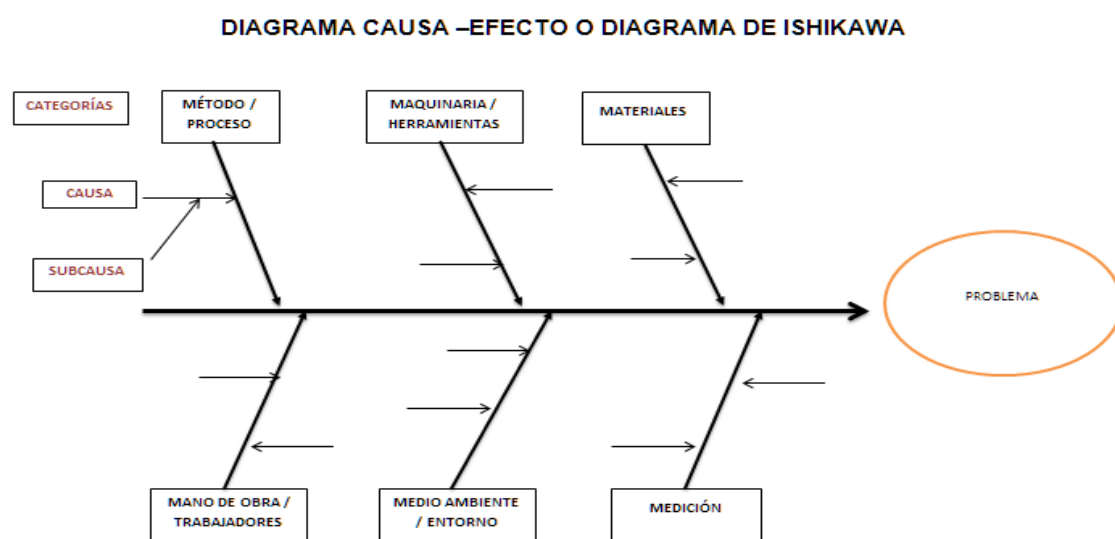 DIAGRAMA CAUSA –EFECTO O DIAGRAMA DE ISHIKAWA
CATEGORÍAS
MÉTODO /
PROCESO
MAQUINARIA /
HERRAMIENTAS
MATERIALES
CAUSA
SUBCAUSA
PROBLEMA
MANO DE OBRA /
TRABAJADORES
MEDIO AMBIENTE
/ ENTORNO
MEDICIÓN